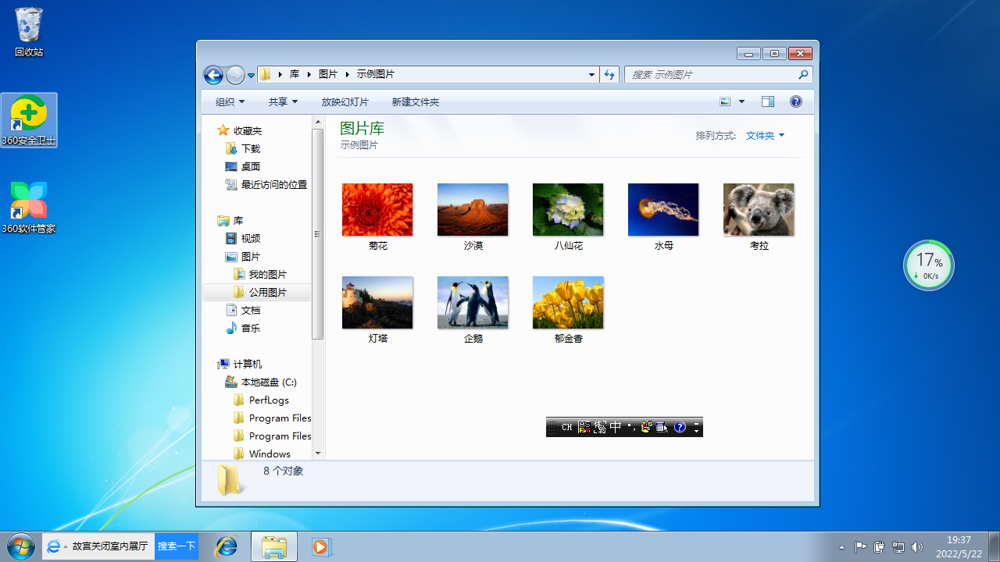 回收站
360安全卫士
360软件管家
库 图片 示例图片
搜索 示例图片
组织 共享 放映幻灯片 新建文件夹
收藏夹
下载
桌面
最近访问的位置
库
视频
图片
我的图片
公用图片
文档
音乐
计算机
本地磁盘 (C:)
PerfLogs
Program Files
Program Files
Windows
图片库
示例图片
排列方式: 文件夹
菊花
沙漠
八仙花
水母
考拉
灯塔
企鹅
郁金香
CH 中
8 个对象
17%
0K/s
故宫关闭室内展厅 搜索一下
19:37
2022/5/22